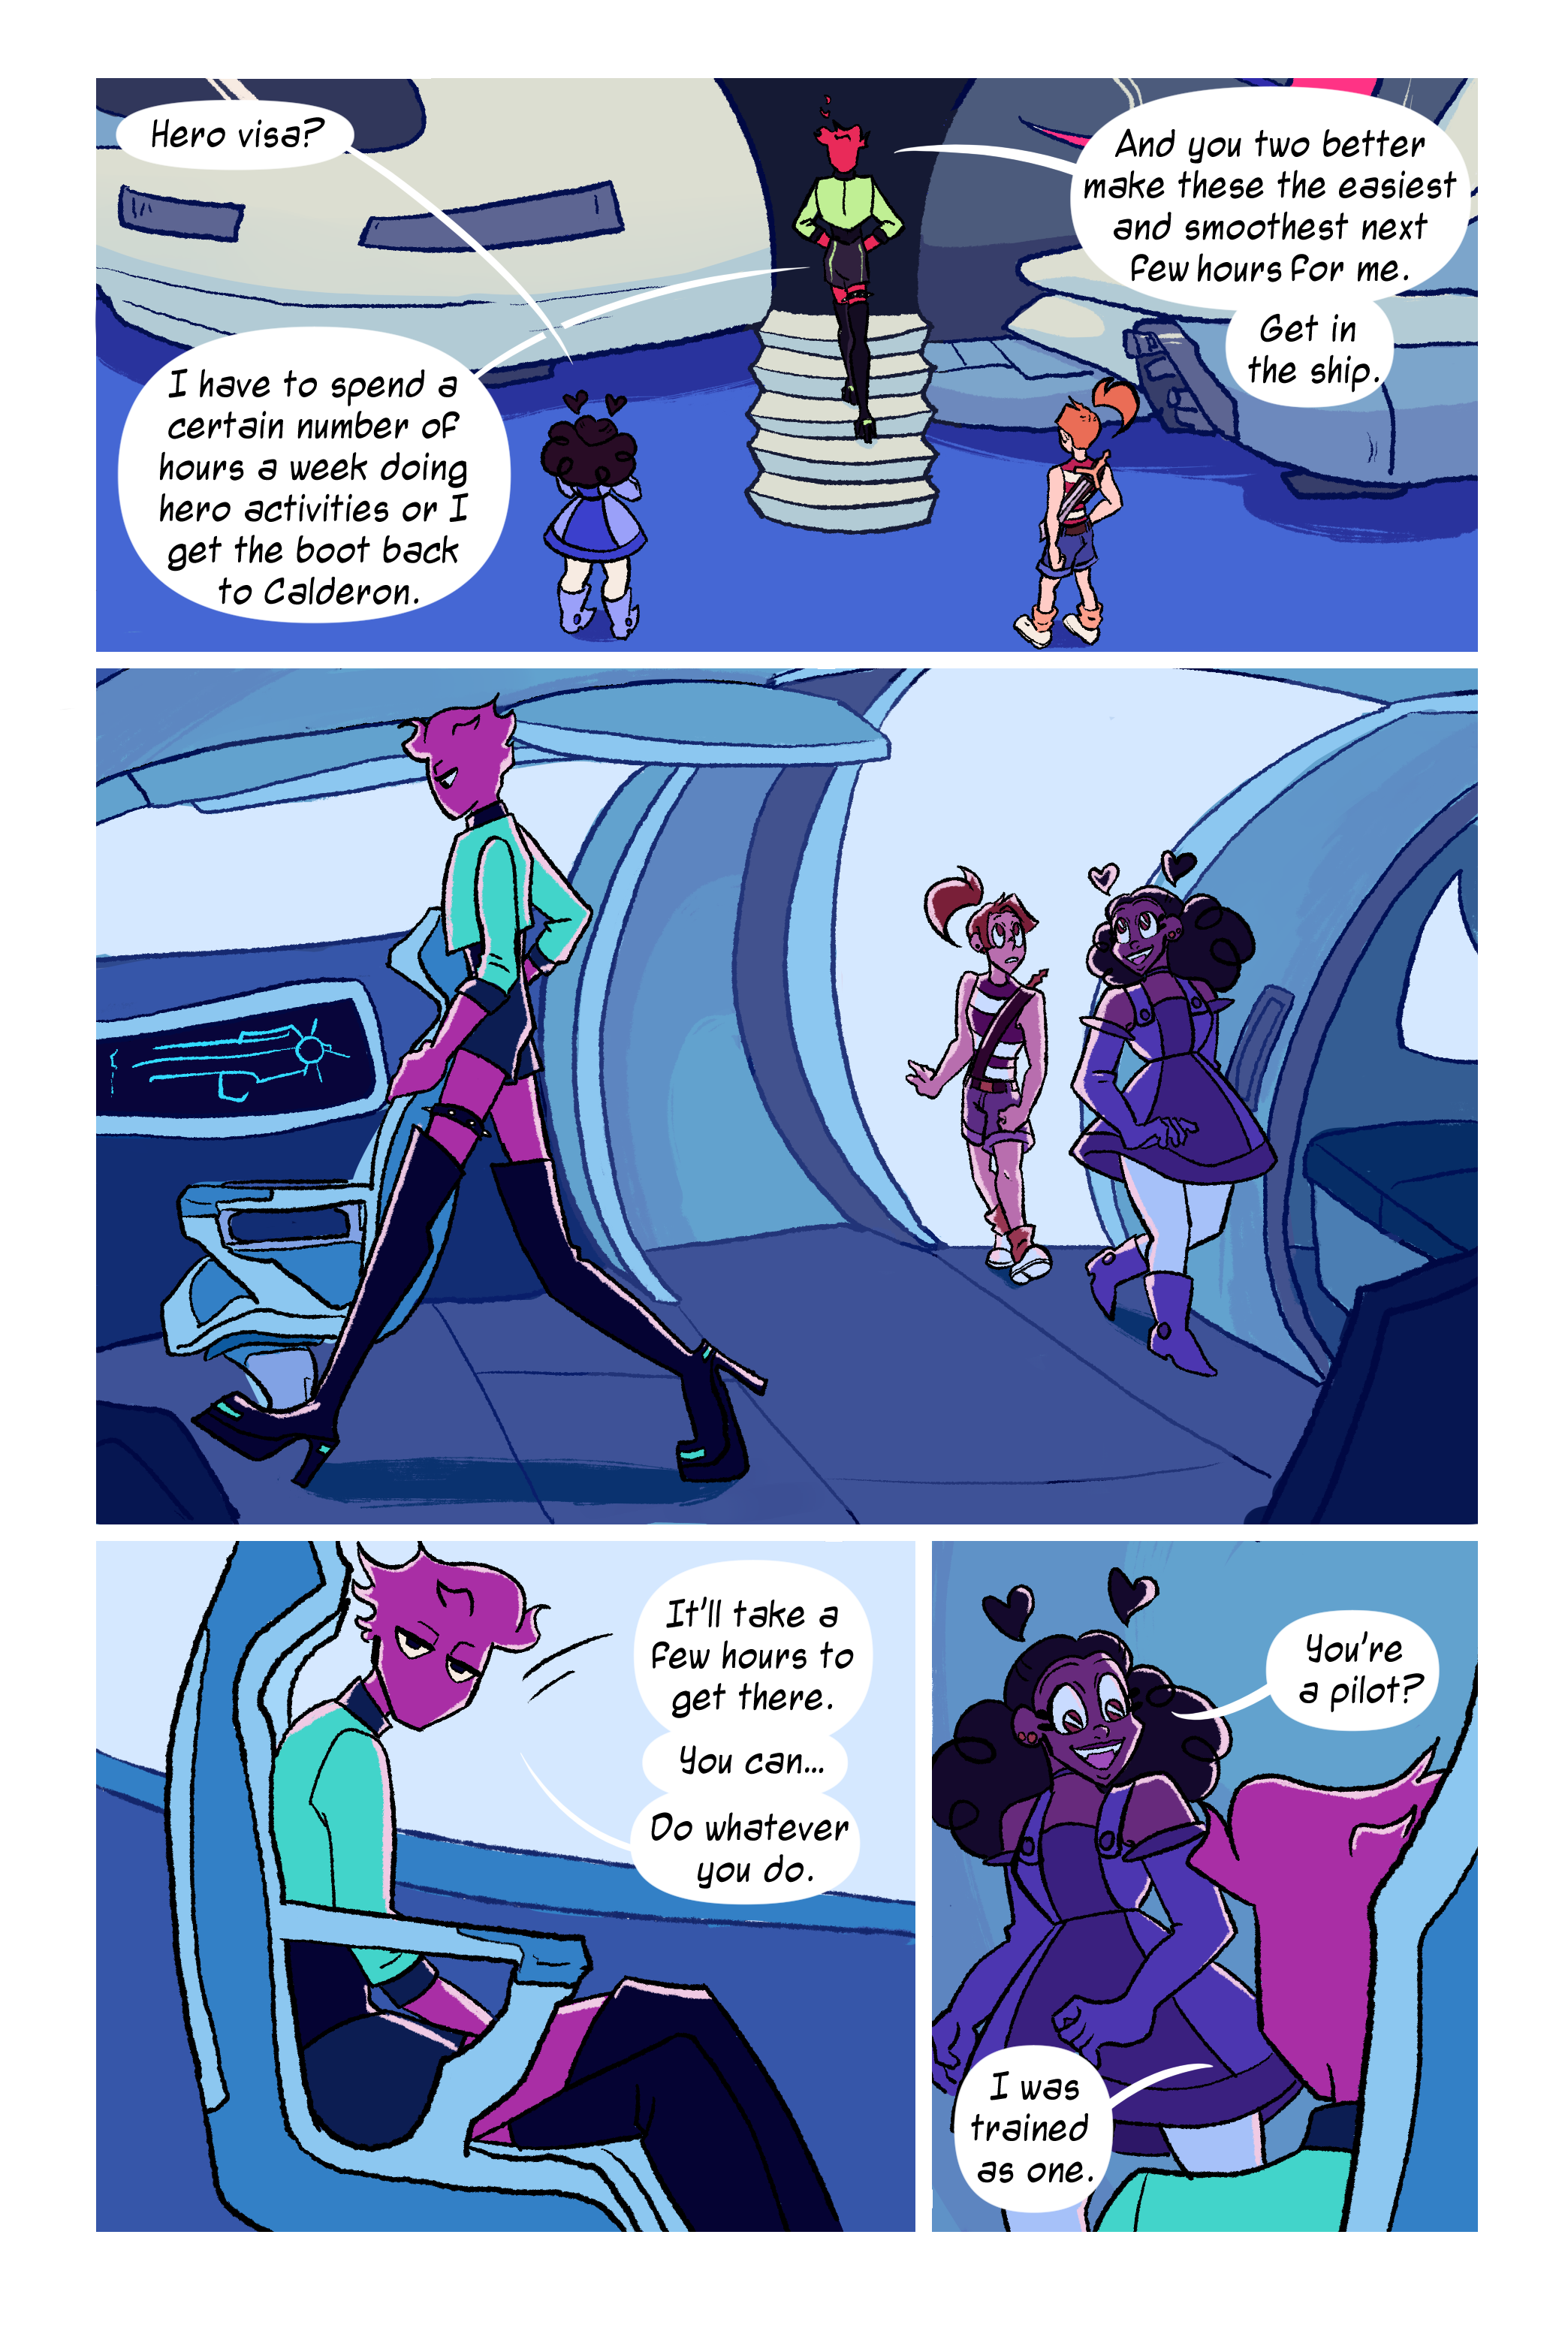 Hero visa?
I have to spend a
certain number of
hours a week doing
hero activities or I
get the boot back
to Calderon.
And you two better
make these the easiest
and smoothest next
few hours for me.
Get in
the ship.
It'll take a
few hours to
get there.
You can...
Do whatever
you do.
You're
a pilot?
I was
trained
as one.